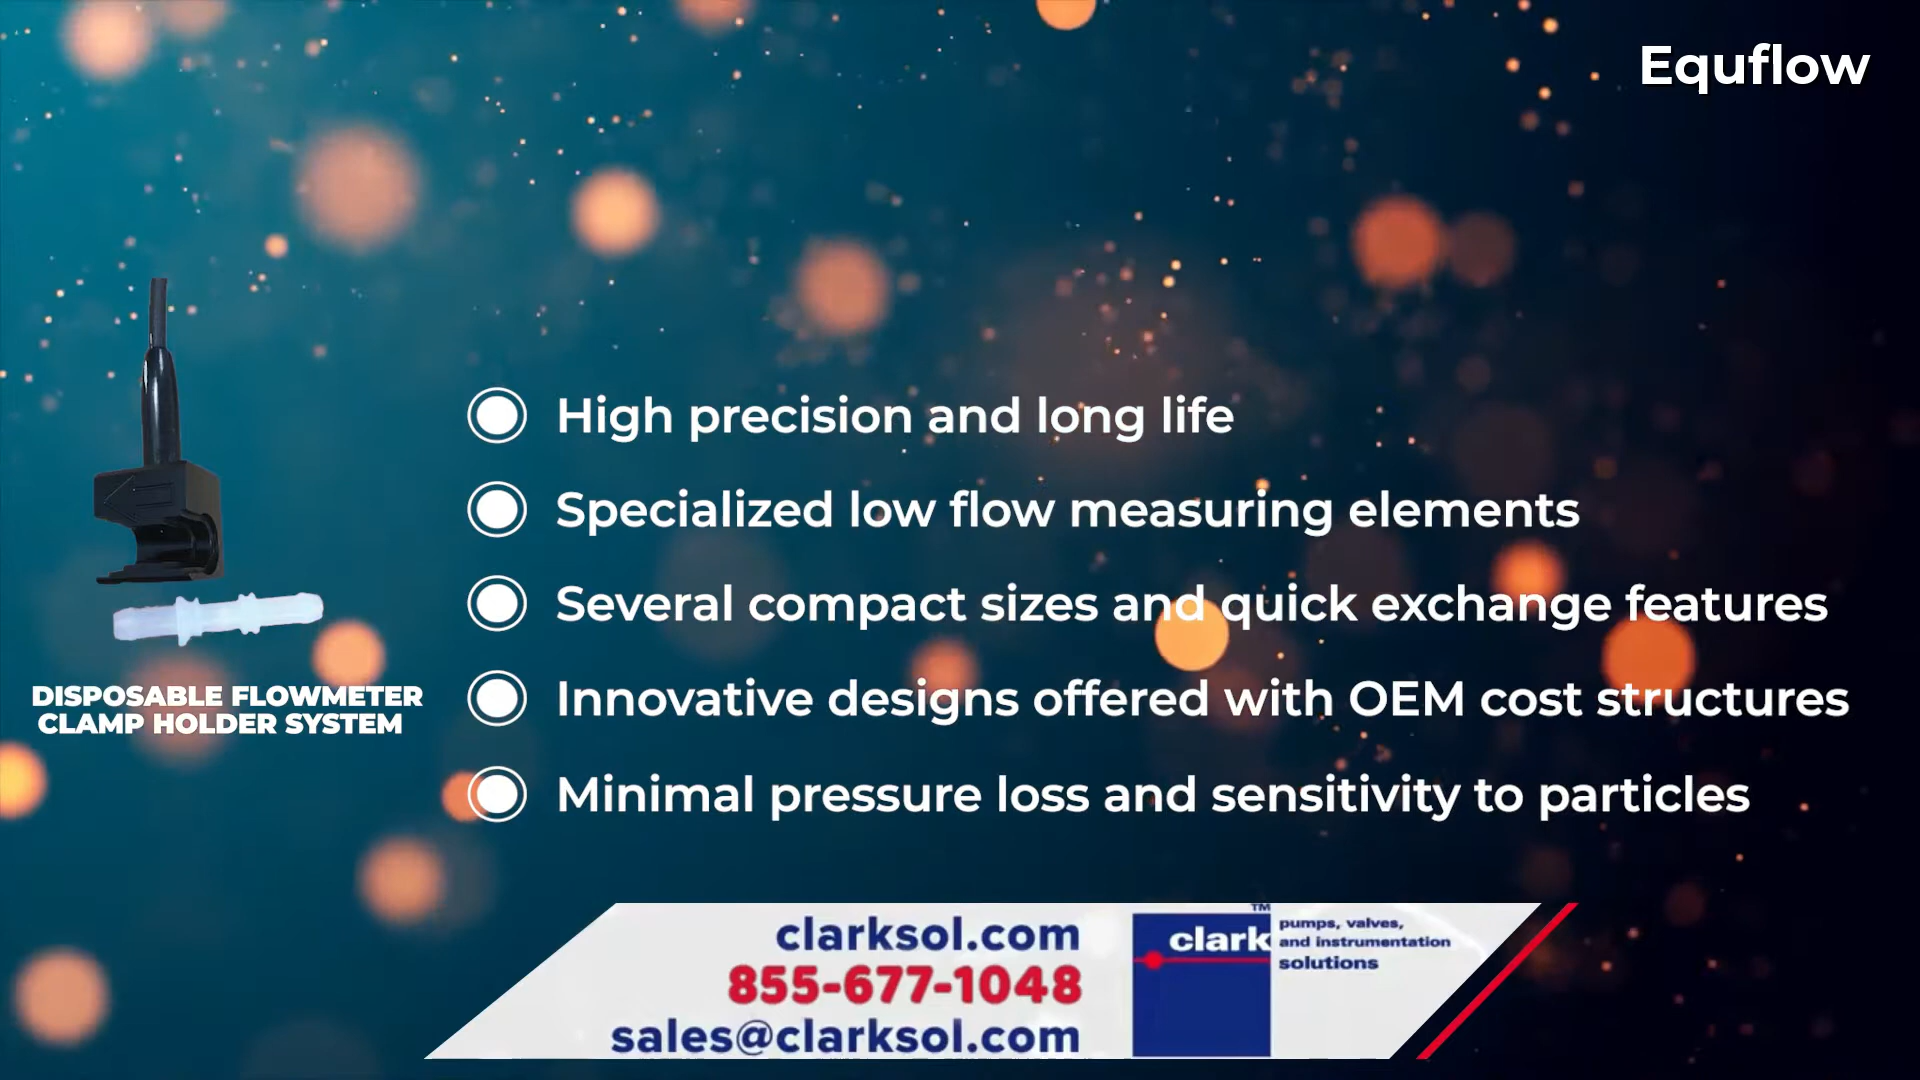 Equflow
High precision and long life
Specialized low flow measuring elements
Several compact sizes and quick exchange features
Innovative designs offered with OEM cost structures
Minimal pressure loss and sensitivity to particles
DISPOSABLE FLOWMETER
CLAMP HOLDER SYSTEM
clarksol.com
855-677-1048
sales@clarksol.com
TM
clark
pumps, valves,
and instrumentation
solutions